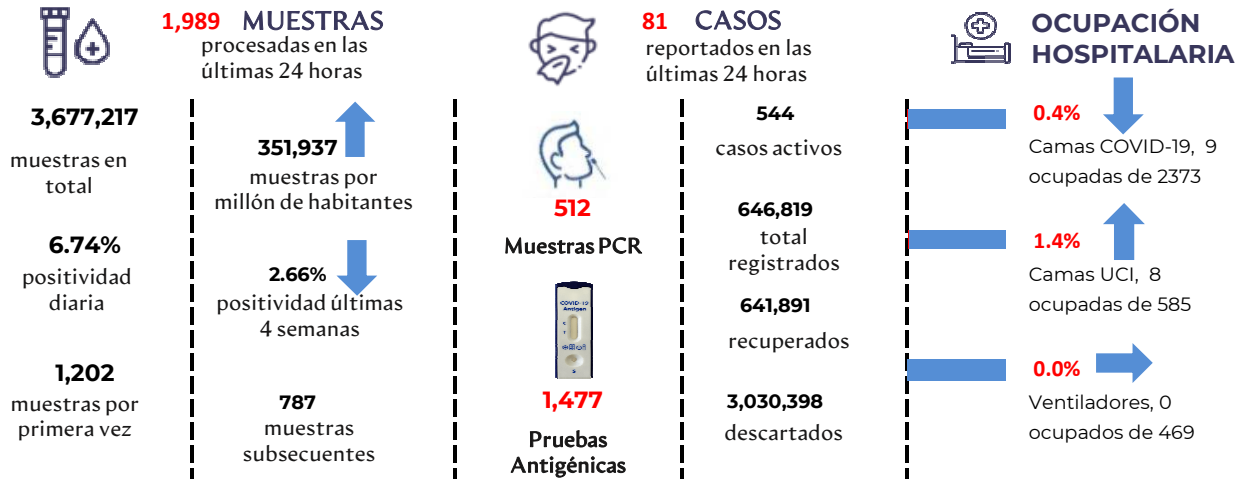 1,989 MUESTRAS
procesadas en las
últimas 24 horas
3,677,217
muestras en
total
6.74%
positividad
diaria
1,202
muestras por
primera vez
351,937
muestras por
millón de habitantes
2.66%
positividad últimas
4 semanas
787
muestras
subsecuentes
81 CASOS
reportados en las
últimas 24 horas
512
Muestras PCR
COVID-19
Antigen
C
T
S
1,477
Pruebas
Antigénicas
544
casos activos
646,819
total
registrados
641,891
recuperados
3,030,398
descartados
OCUPACIÓN
HOSPITALARIA
0.4%
Camas COVID-19, 9
ocupadas de 2373
1.4%
Camas UCI, 8
ocupadas de 585
0.0%
Ventiladores, 0
ocupados de 469